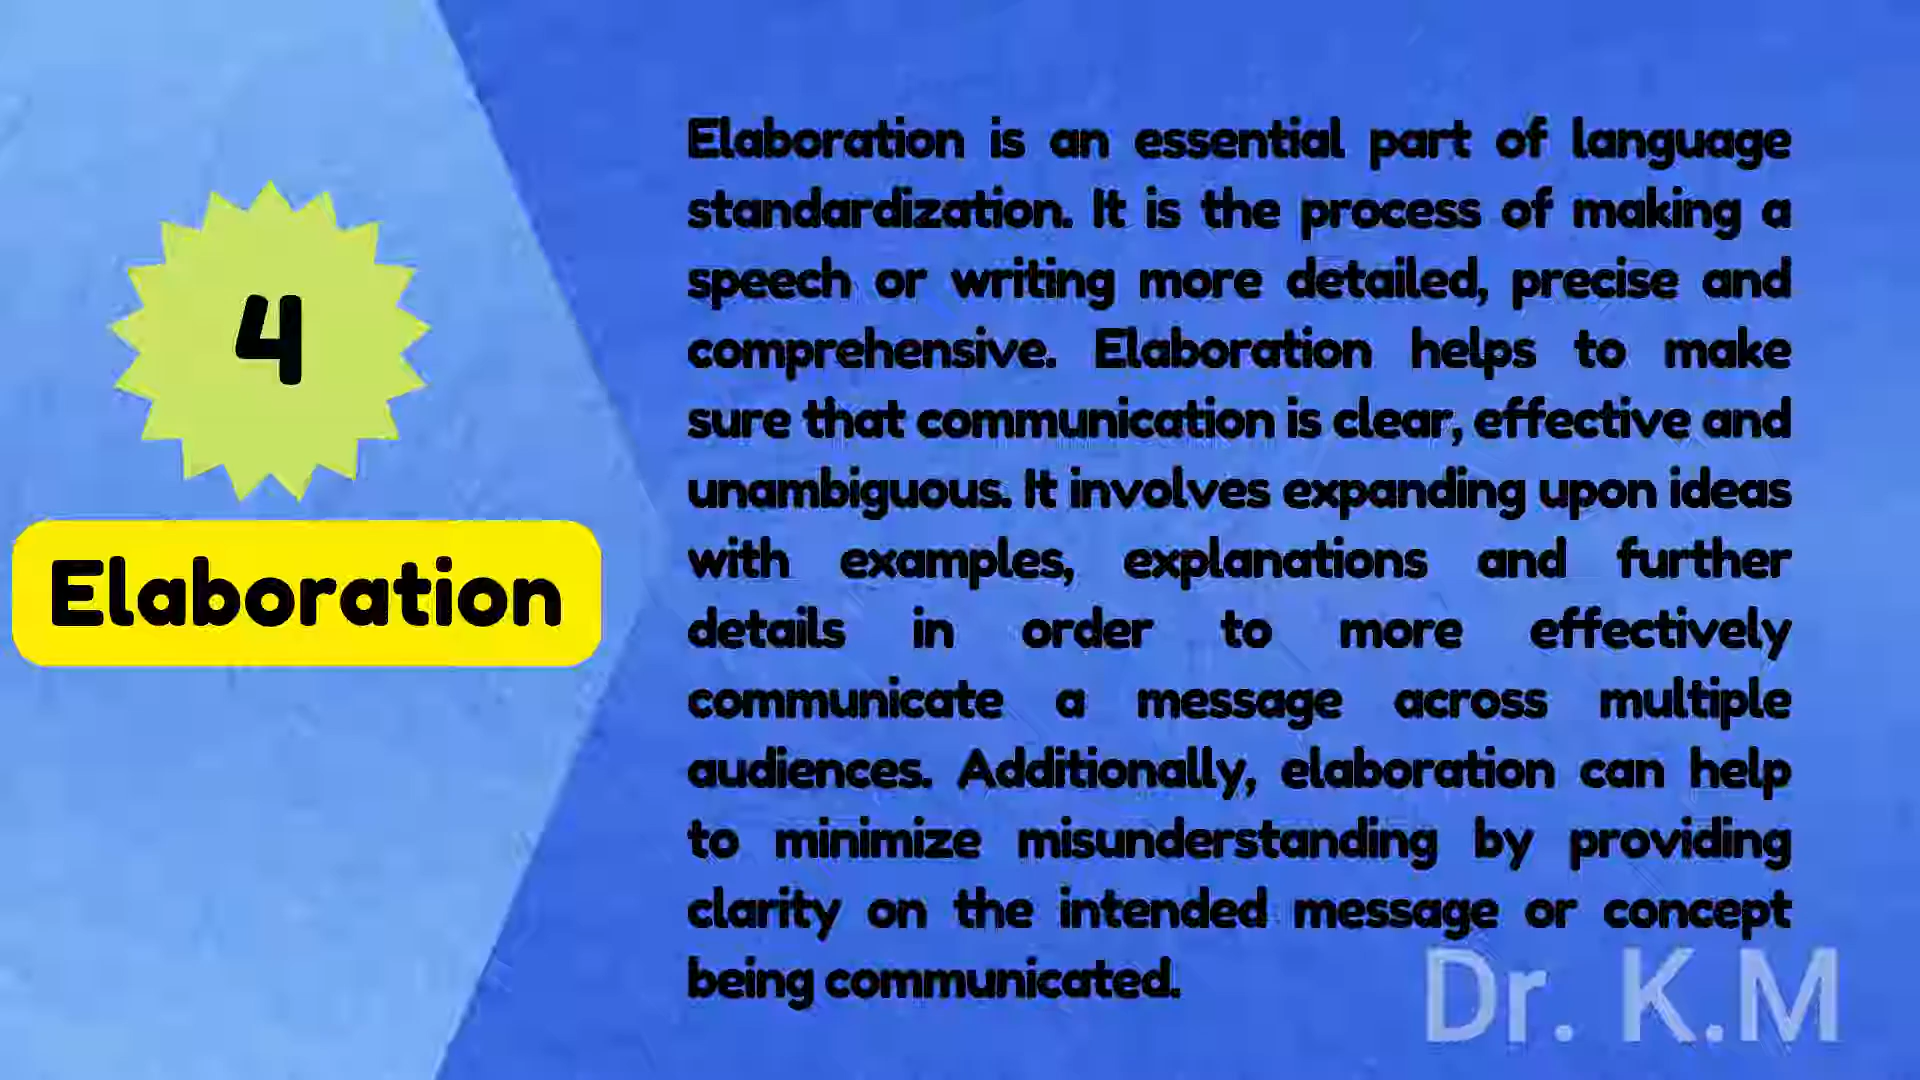 4
Elaboration
Elaboration is an essential part of language
standardization. It is the process of making a
speech or writing more detailed, precise and
comprehensive. Elaboration helps to make
sure that communication is clear, effective and
unambiguous. It involves expanding upon ideas
with examples, explanations and further
details in order to more effectively
communicate a message across multiple
audiences. Additionally, elaboration can help
to minimize misunderstanding by providing
clarity on the intended message or concept
being communicated.
Dr. K.M